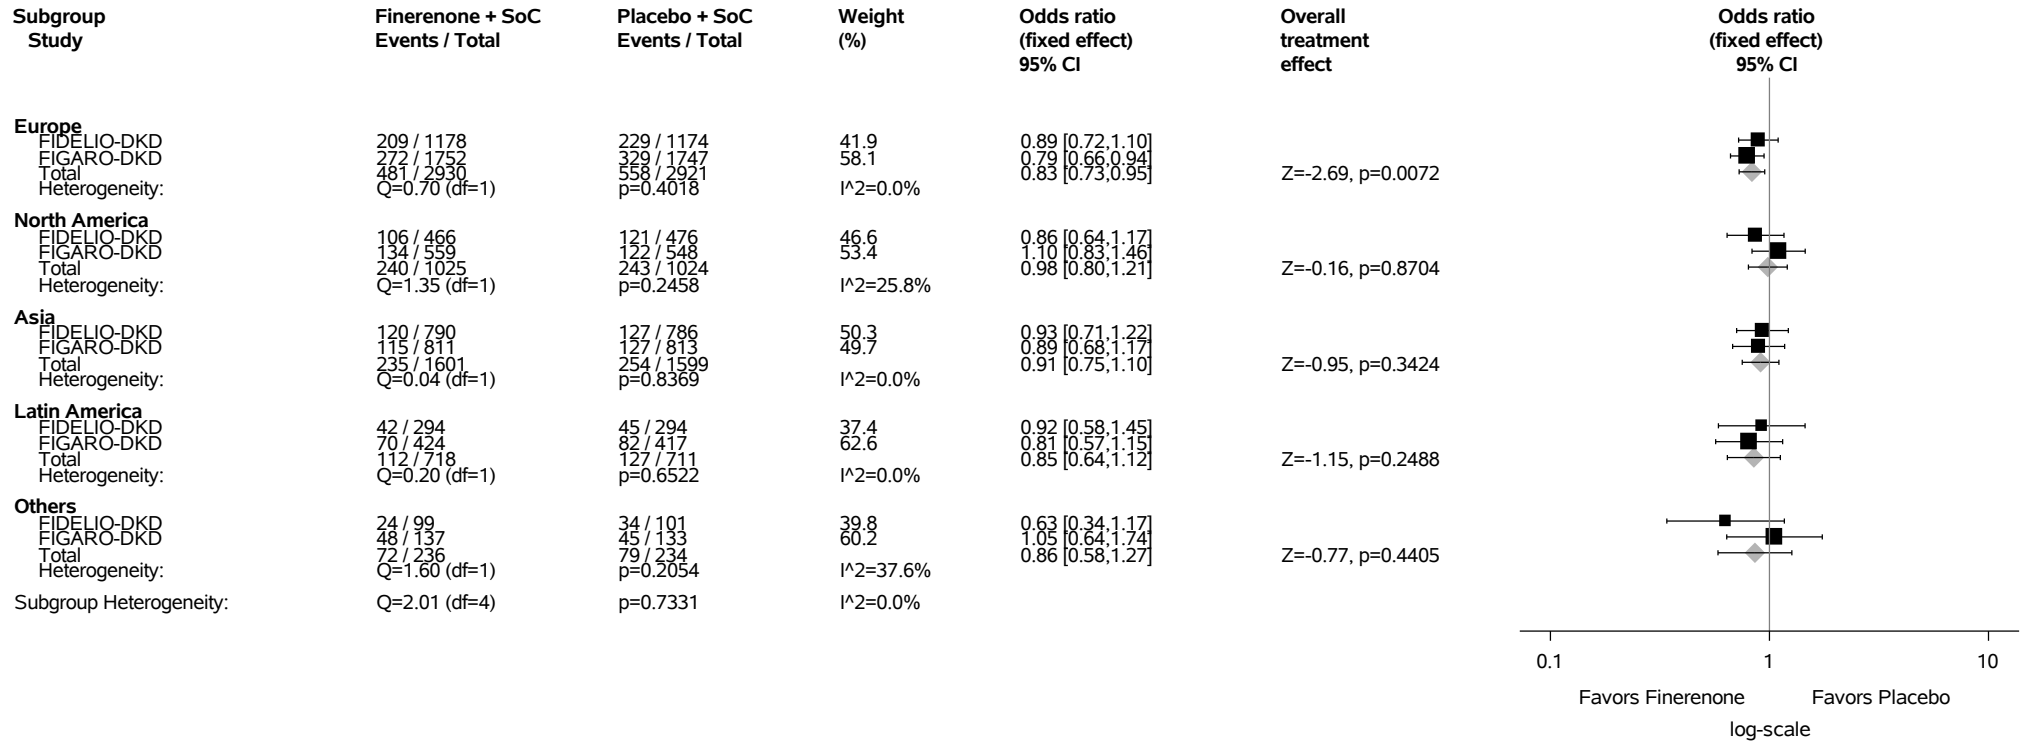 Subgroup Finerenone + SoC Placebo + SoC Weight Odds ratio Overall Odds ratio
Study Events / Total Events / Total (%) (fixed effect) treatment (fixed effect)
95% CI effect 95% CI
Europe
FIDELIO-DKD 209 / 1178 229 / 1174 41.9 0.89 [0.72,1.10]
FIGARO-DKD 272 / 1752 329 / 1747 58.1 0.79 [0.66,0.94]
Total 481 / 2930 558 / 2921 0.83 [0.73,0.95] Z=-2.69, p=0.0072
Heterogeneity: Q=0.70 (df=1) p=0.4018 I^2=0.0%
North America
FIDELIO-DKD 106 / 466 121 / 476 46.6 0.86 [0.64,1.17]
FIGARO-DKD 134 / 559 122 / 548 53.4 1.10 [0.83,1.46]
Total 240 / 1025 243 / 1024 0.98 [0.80,1.21] Z=-0.16, p=0.8704
Heterogeneity: Q=1.35 (df=1) p=0.2458 I^2=25.8%
Asia
FIDELIO-DKD 120 / 790 127 / 786 50.3 0.93 [0.71,1.22]
FIGARO-DKD 115 / 811 127 / 813 49.7 0.89 [0.68,1.17]
Total 235 / 1601 254 / 1599 0.91 [0.75,1.10] Z=-0.95, p=0.3424
Heterogeneity: Q=0.04 (df=1) p=0.8369 I^2=0.0%
Latin America
FIDELIO-DKD 42 / 294 45 / 294 37.4 0.92 [0.58,1.45]
FIGARO-DKD 70 / 424 82 / 417 62.6 0.81 [0.57,1.15]
Total 112 / 718 127 / 711 0.85 [0.64,1.12] Z=-1.15, p=0.2488
Heterogeneity: Q=0.20 (df=1) p=0.6522 I^2=0.0%
Others
FIDELIO-DKD 24 / 99 34 / 101 39.8 0.63 [0.34,1.17]
FIGARO-DKD 48 / 137 45 / 133 60.2 1.05 [0.64,1.74]
Total 72 / 236 79 / 234 0.86 [0.58,1.27] Z=-0.77, p=0.4405
Heterogeneity: Q=1.60 (df=1) p=0.2054 I^2=37.6%
Subgroup Heterogeneity: Q=2.01 (df=4) p=0.7331 I^2=0.0%
0.1 1 10
Favors Finerenone Favors Placebo
log-scale